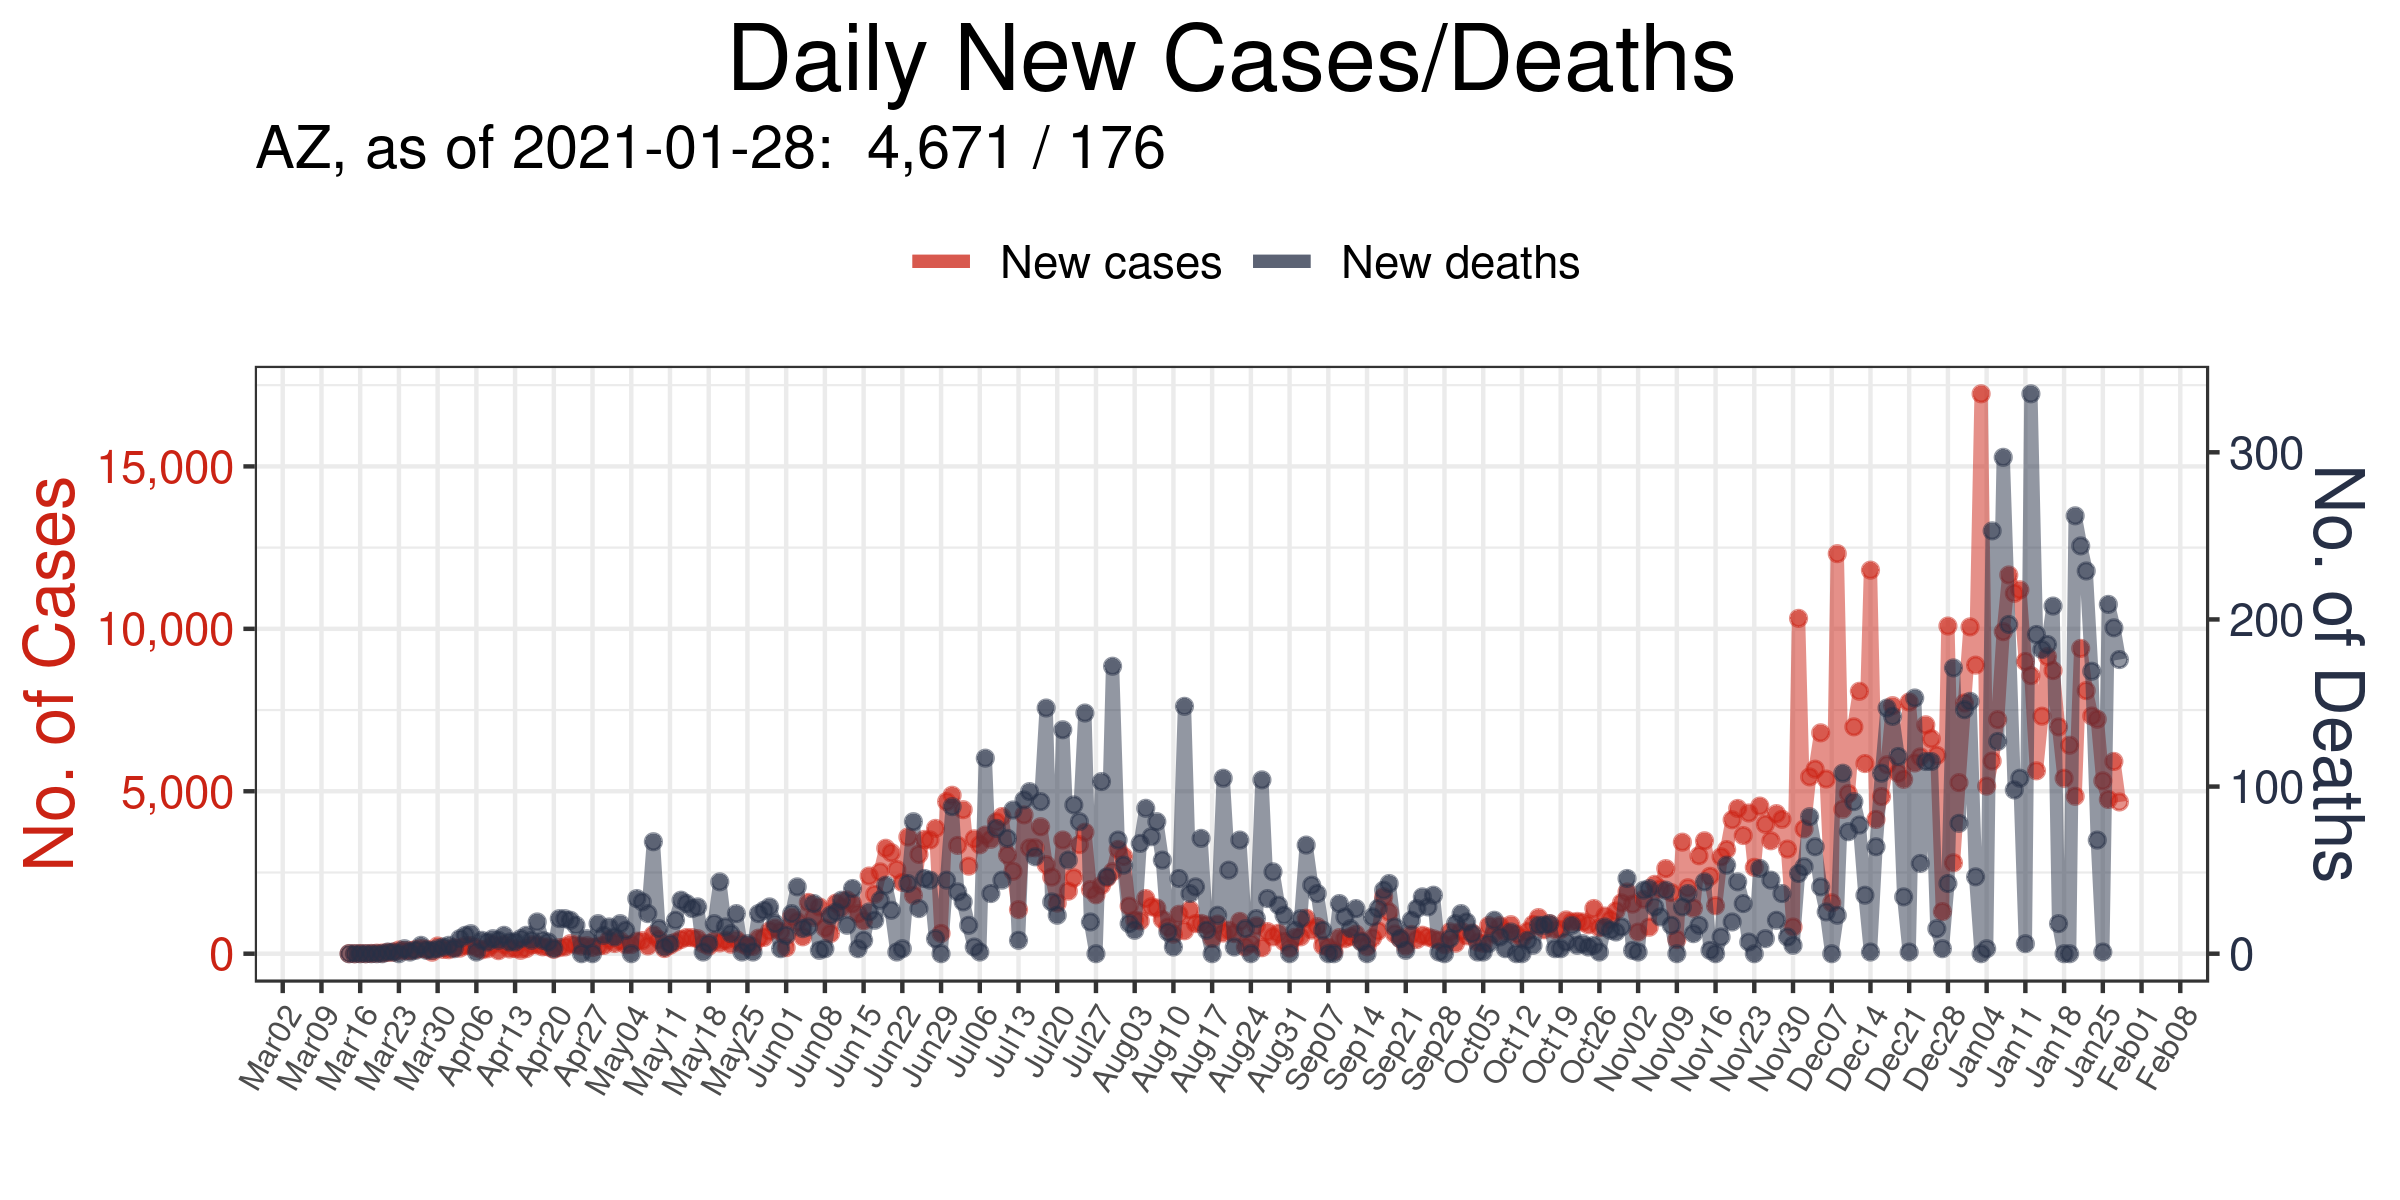 Daily New Cases/Deaths
AZ, as of 2021-01-28:  4,671 / 176
New cases
New deaths
No. of Cases
15,000
10,000
5,000
0
300
200
100
0
No. of Deaths
Mar02
Mar09
Mar16
Mar23
Mar30
Apr06
Apr13
Apr20
Apr27
May04
May11
May18
May25
Jun01
Jun08
Jun15
Jun22
Jun29
Jul06
Jul13
Jul20
Jul27
Aug03
Aug10
Aug17
Aug24
Aug31
Sep07
Sep14
Sep21
Sep28
Oct05
Oct12
Oct19
Oct26
Nov02
Nov09
Nov16
Nov23
Nov30
Dec07
Dec14
Dec21
Dec28
Jan04
Jan11
Jan18
Jan25
Feb01
Feb08